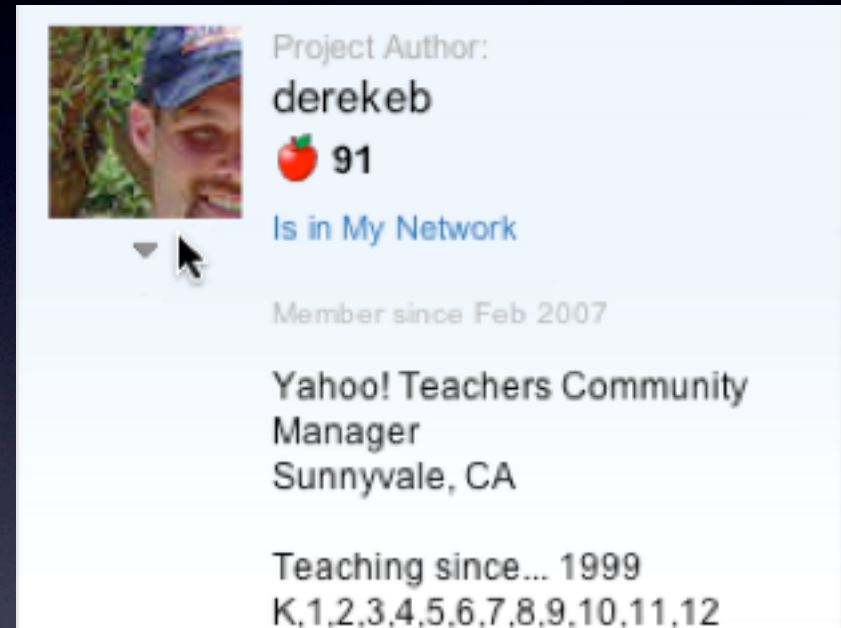 Project Author:
derekeb
91
Is in My Network
Member since Feb 2007
Yahoo! Teachers Community
Manager
Sunnyvale, CA
Teaching since... 1999
K,1,2,3,4,5,6,7,8,9,10,11,12